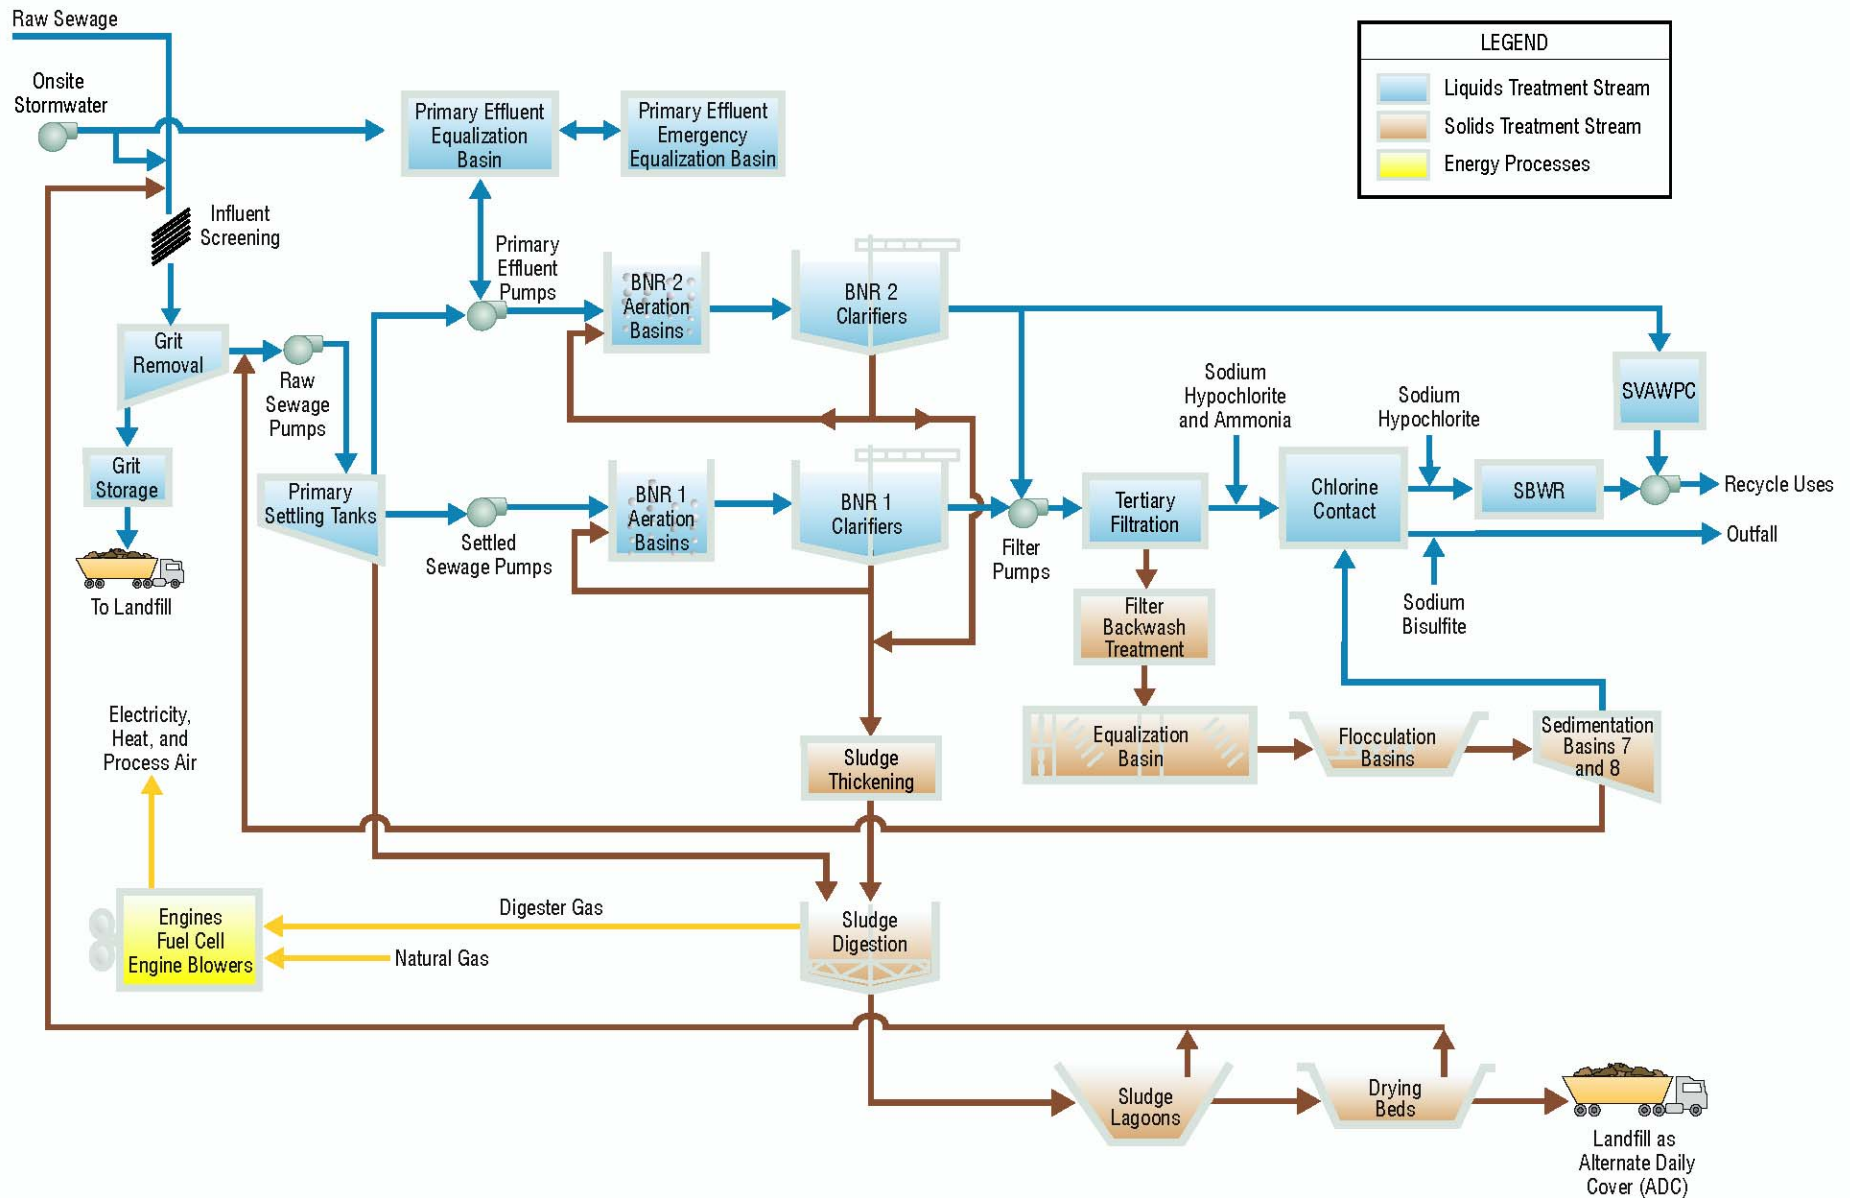 Raw Sewage
Onsite
Stormwater
Influent
Screening
Grit
Removal
Raw
Sewage
Pumps
Grit
Storage
To Landfill
Primary
Settling Tanks
Primary Effluent
Equalization
Basin
Primary Effluent
Emergency
Equalization Basin
Primary
Effluent
Pumps
Settled
Sewage Pumps
BNR 2
Aeration
Basins
BNR 2
Clarifiers
BNR 1
Aeration
Basins
BNR 1
Clarifiers
Filter
Pumps
LEGEND
Liquids Treatment Stream
Solids Treatment Stream
Energy Processes
Tertiary
Filtration
Sodium
Hypochlorite
and Ammonia
Chlorine
Contact
Sodium
Hypochlorite
SBWR
SVAWPC
Recycle Uses
Outfall
Sodium
Bisulfite
Filter
Backwash
Treatment
Equalization
Basin
Flocculation
Basins
Sedimentation
Basins 7
and 8
Sludge
Thickening
Electricity,
Heat, and
Process Air
Engines
Fuel Cell
Engine Blowers
Digester Gas
Natural Gas
Sludge
Digestion
Sludge
Lagoons
Drying
Beds
Landfill as
Alternate Daily
Cover (ADC)